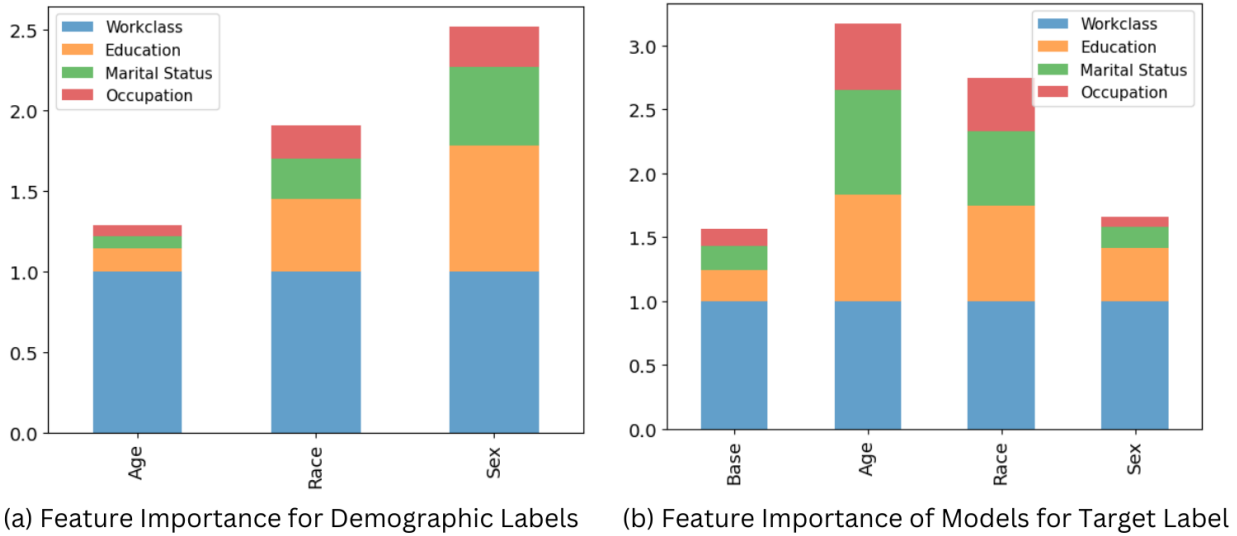 2.5
2.0
1.5
1.0
0.5
0.0
Workclass
Education
Marital Status
Occupation
Age
Race
Sex
(a) Feature Importance for Demographic Labels
3.0
2.5
2.0
1.5
1.0
0.5
0.0
Workclass
Education
Marital Status
Occupation
Base
Age
Race
Sex
(b) Feature Importance of Models for Target Label